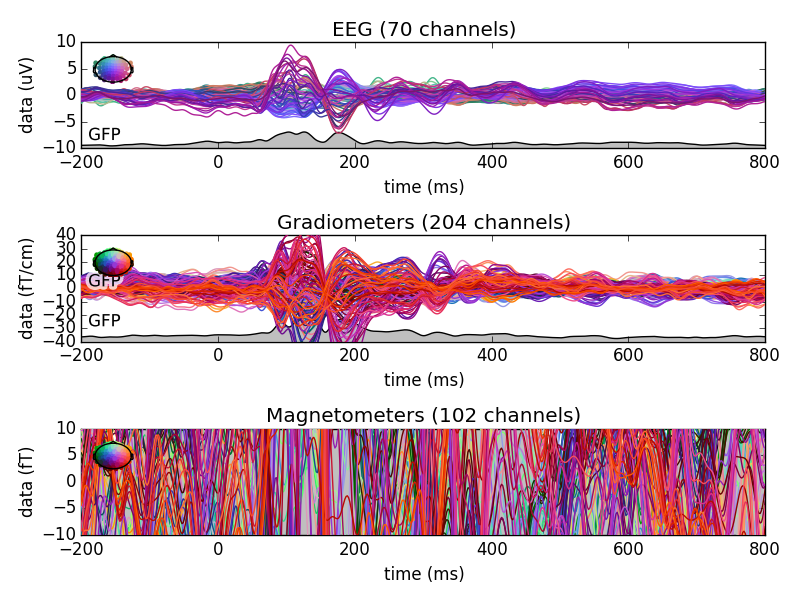 EEG (70 channels)
data (uV)
10
5
0
−5
−10
GFP
−200 0 200 400 600 800
time (ms)
Gradiometers (204 channels)
data (fT/cm)
40
30
20
10
0
−10
−20
−30
−40
GFP
GFP
−200 0 200 400 600 800
time (ms)
Magnetometers (102 channels)
data (fT)
10
5
0
−5
−10
−200 0 200 400 600 800
time (ms)